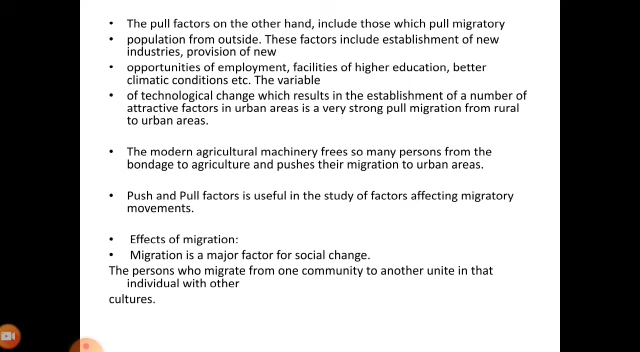 • The pull factors on the other hand, include those which pull migratory
• population from outside. These factors include establishment of new
industries, provision of new
• opportunities of employment, facilities of higher education, better
climatic conditions etc. The variable
• of technological change which results in the establishment of a number of
attractive factors in urban areas is a very strong pull migration from rural
to urban areas.
• The modern agricultural machinery frees so many persons from the
bondage to agriculture and pushes their migration to urban areas.
• Push and Pull factors is useful in the study of factors affecting migratory
movements.
• Effects of migration:
• Migration is a major factor for social change.
The persons who migrate from one community to another unite in that
individual with other
cultures.